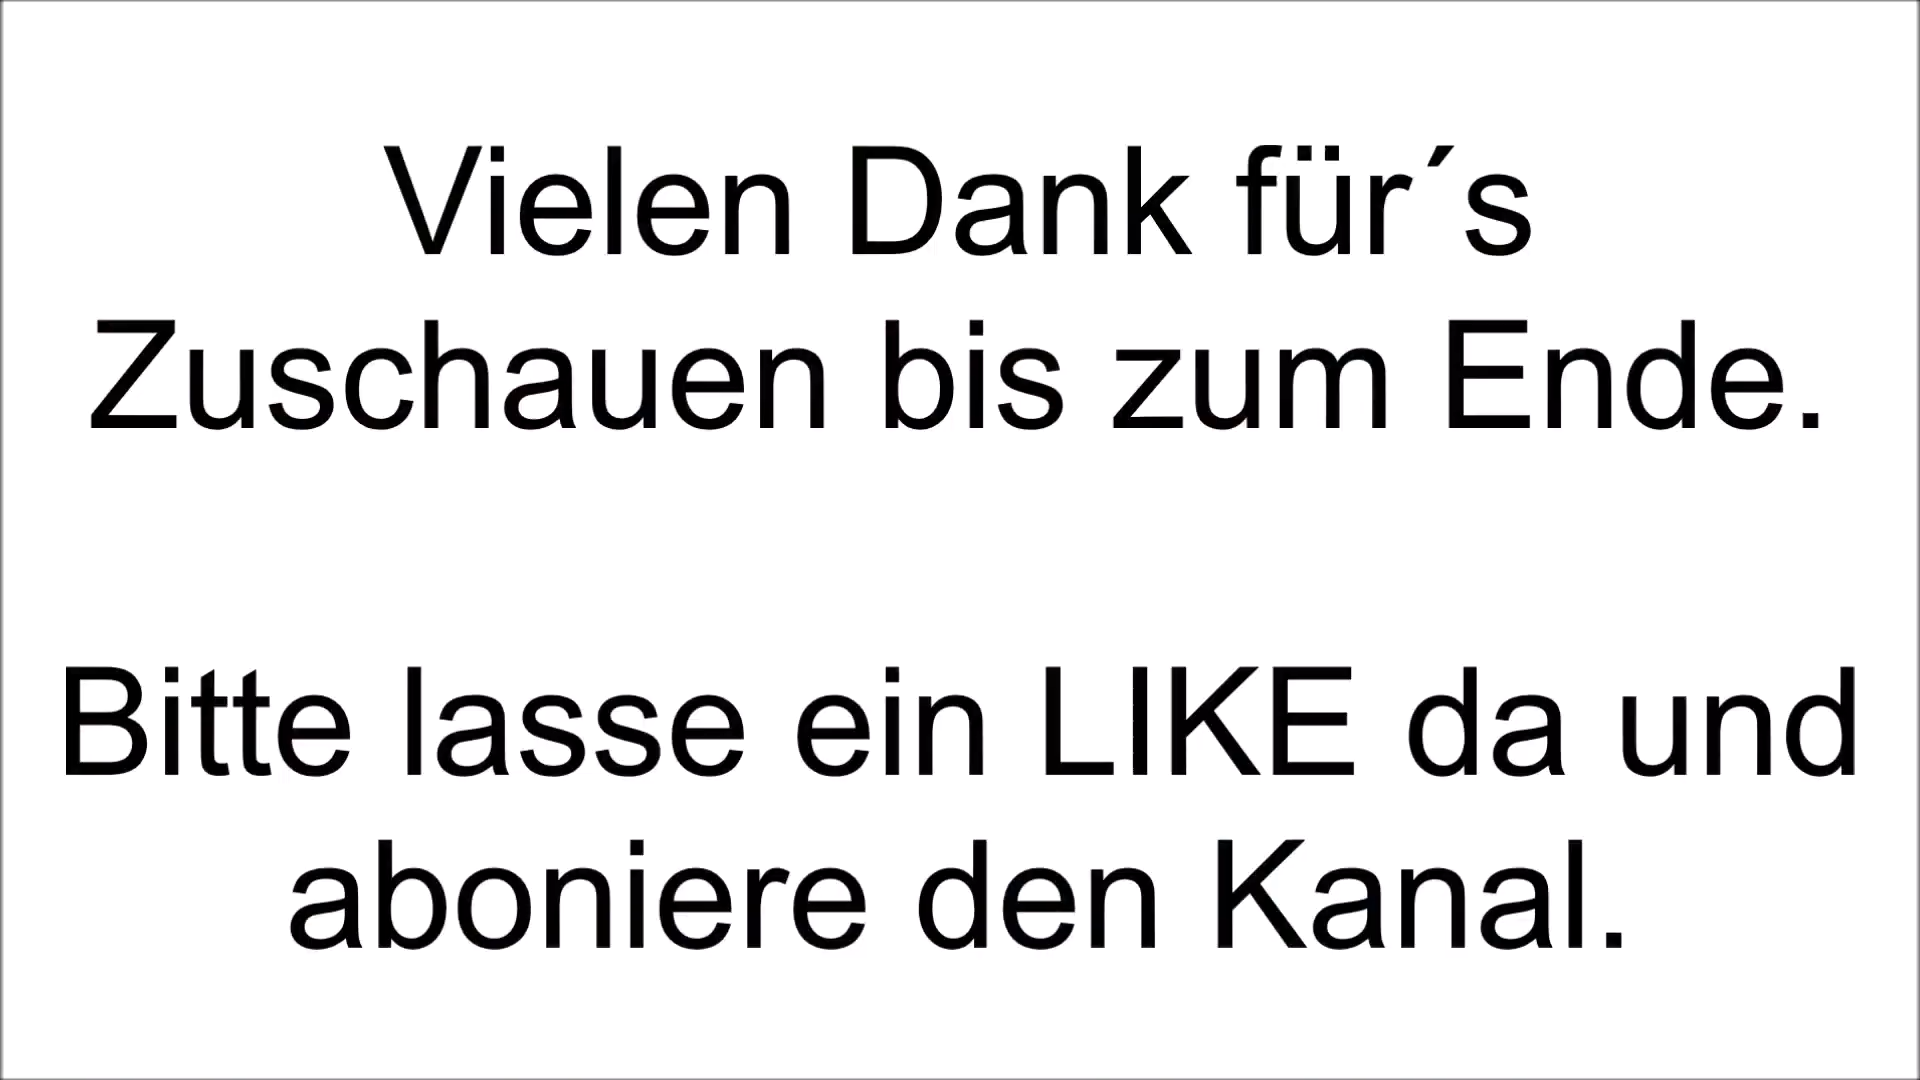 Vielen Dank für´s
Zuschauen bis zum Ende.
Bitte lasse ein LIKE da und
aboniere den Kanal.